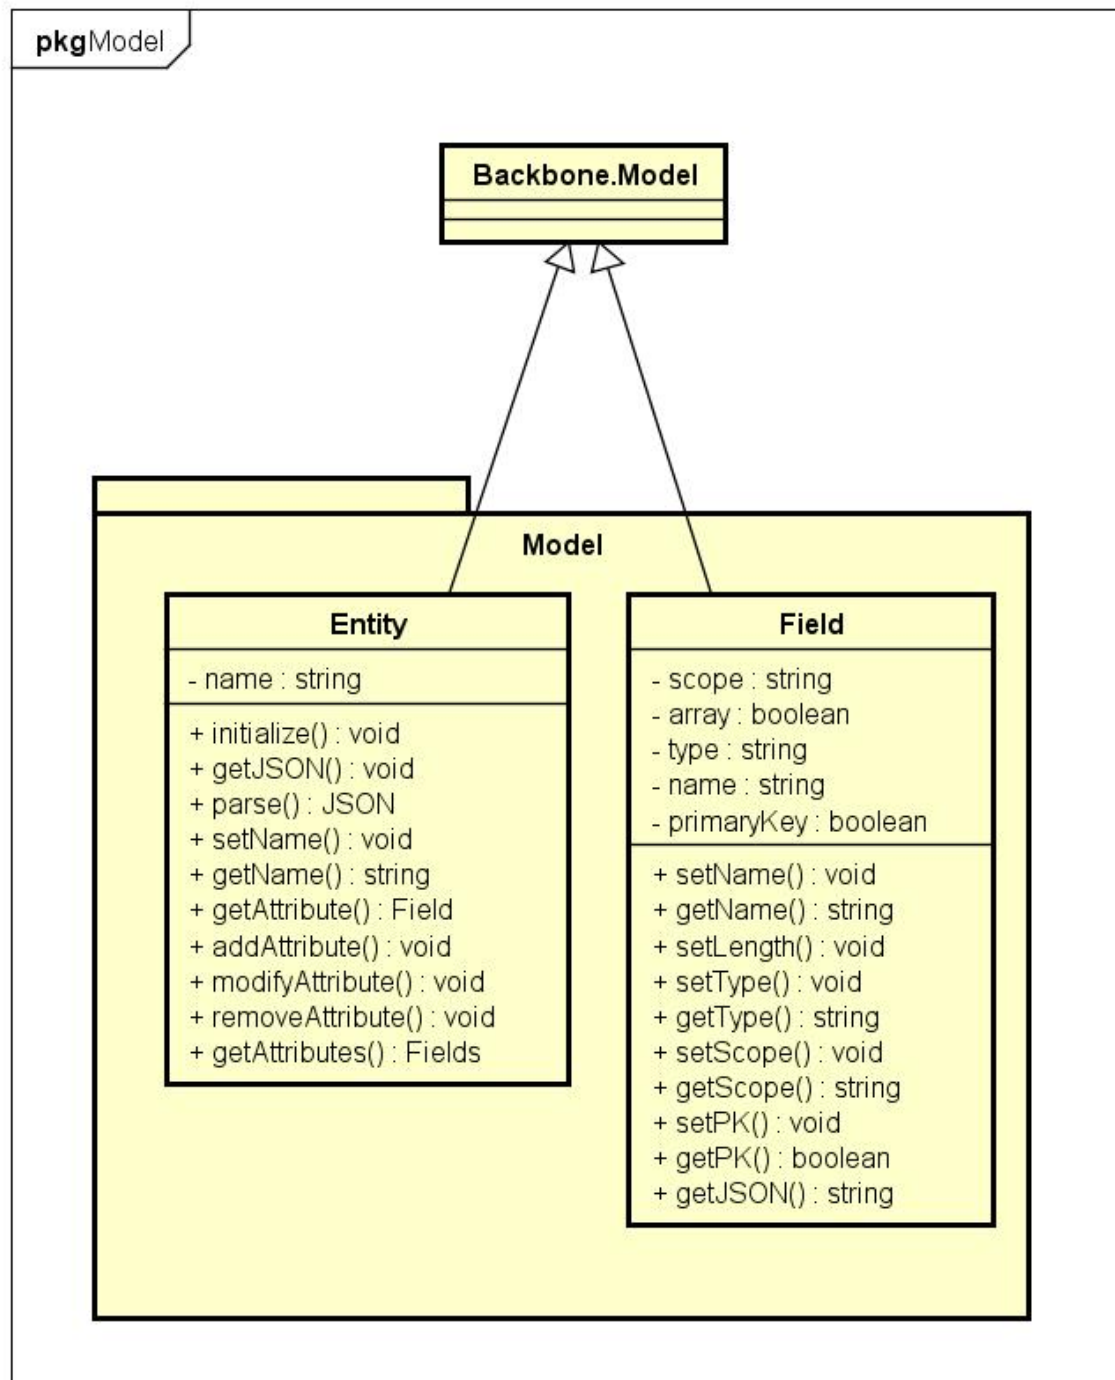 pkgModel
Backbone.Model
Model
Entity
- name : string
+ initialize() : void
+ getJSON() : void
+ parse() : JSON
+ setName() : void
+ getName() : string
+ getAttribute() : Field
+ addAttribute() : void
+ modifyAttribute() : void
+ removeAttribute() : void
+ getAttributes() : Fields
Field
- scope : string
- array : boolean
- type : string
- name : string
- primaryKey : boolean
+ setName() : void
+ getName() : string
+ setLength() : void
+ setType() : void
+ getType() : string
+ setScope() : void
+ getScope() : string
+ setPK() : void
+ getPK() : boolean
+ getJSON() : string